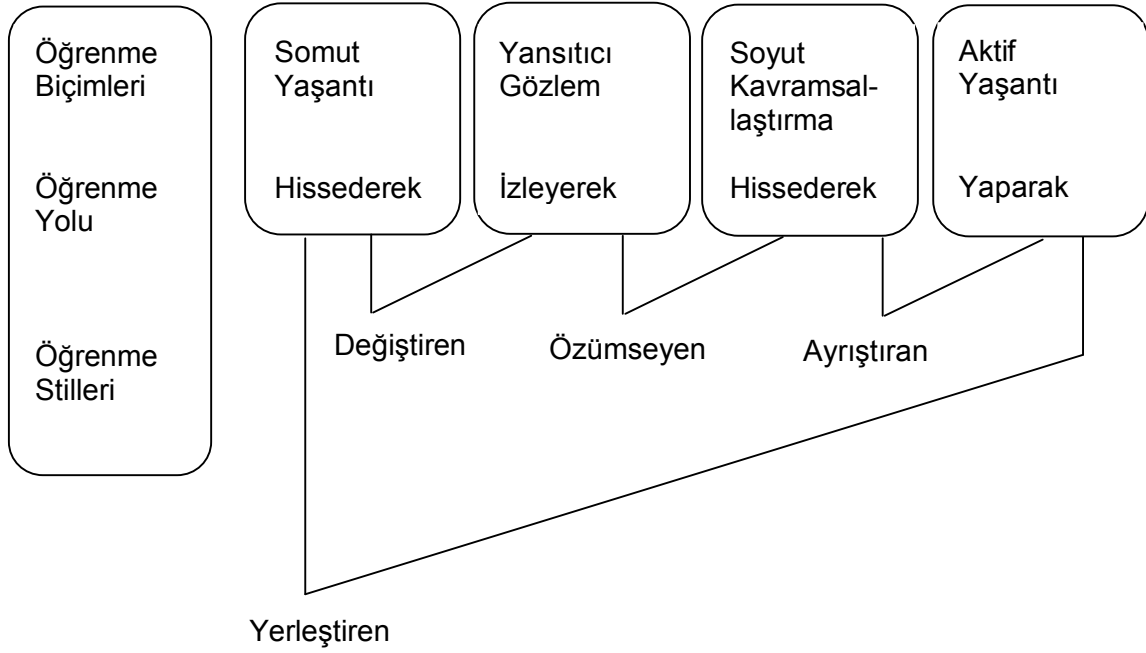 Öğrenme
Biçimleri
Öğrenme
Yolu
Öğrenme
Stilleri
Somut
Yaşantı
Hissederek
Yansıtıcı
Gözlem
İzleyerek
Soyut
Kavramsal-
laştırma
Hissederek
Aktif
Yaşantı
Yaparak
Değiştiren
Özümseyen
Ayrıştıran
Yerleştiren